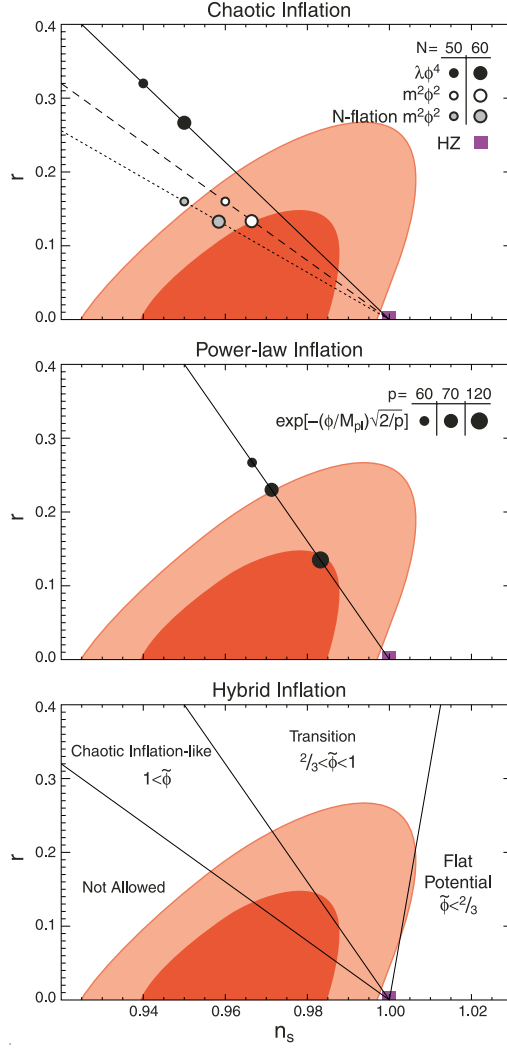 Chaotic Inflation
N= 50 60
λϕ⁴
m²ϕ²
N-flation m²ϕ²
HZ
0.4
0.3
0.2
0.1
0.0
r
Power-law Inflation
p= 60 70 120
exp[-(ϕ/Mpl)√2/p]
0.4
0.3
0.2
0.1
0.0
r
Hybrid Inflation
Transition
2/3<ϕ̃<1
Chaotic Inflation-like
1<ϕ̃
Not Allowed
Flat
Potential
ϕ̃<2/3
0.4
0.3
0.2
0.1
0.0
r
0.94 0.96 0.98 1.00 1.02
ns